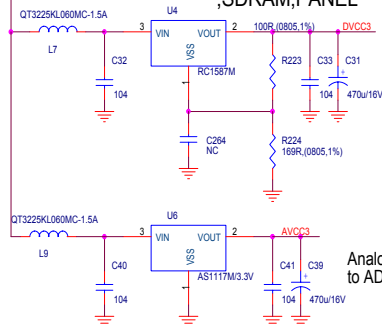 ,SDRAM,PANEL
QT3225KL060MC-1.5A
U4
100R,(0805,1%)
DVCC3
3
VIN
VOUT
2
L7
C32
VSS
R223
C33
C31
104
RC1587M
104
470u/16V
1
C264
NC
R224
169R,(0805,1%)
QT3225KL060MC-1.5A
U6
3
VIN
VOUT
2
AVCC3
L9
C40
VSS
C41
C39
Analo
to AD
104
AS1117M/3.3V
104
470u/16V
1